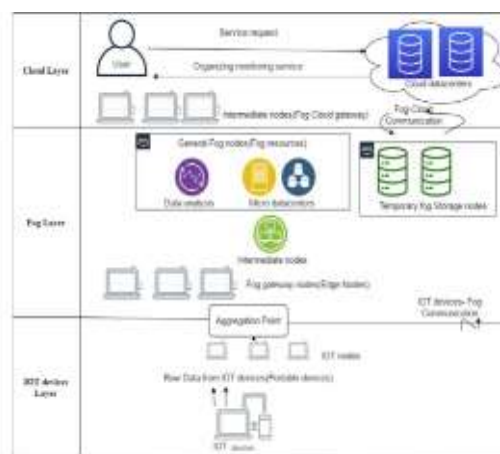 Cloud Layer
Service request
User
Organizing monitoring service
Cloud datacenters
Intermediate nodes(Fog Cloud gateway)
Fog-Cloud
Communication
Fog Layer
General Fog nodes(Fog resources)
Data analysis
Micro datacenters
Temporary fog Storage nodes
Intermediate nodes
Fog gateway nodes(Edge Nodes)
IOT devices- Fog
Communication
IOT devices
Layer
Aggregation Point
IOT nodes
Raw Data from IOT devices(Portable devices)
IOT devices